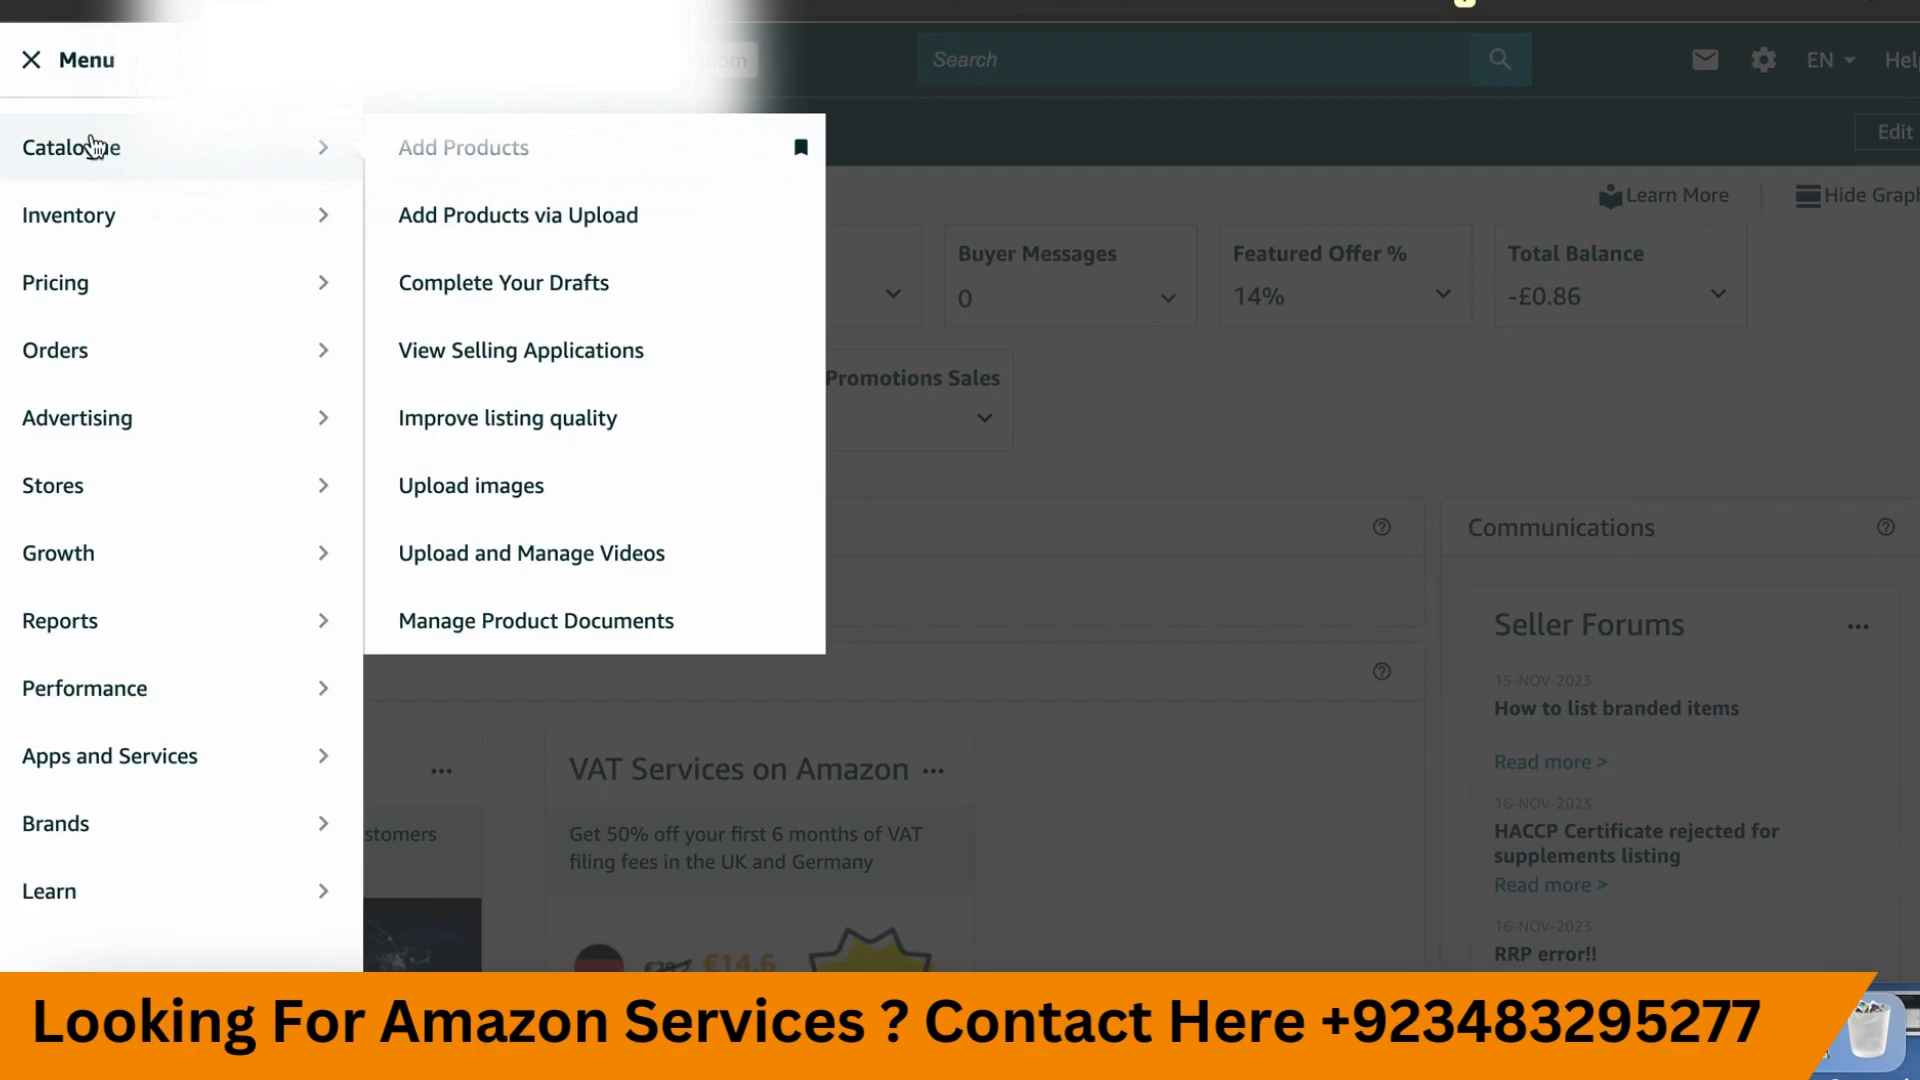 Menu
Search
EN
Catalogue
Add Products
Edit
Inventory
Add Products via Upload
Learn More
Pricing
Complete Your Drafts
Buyer Messages
0
Featured Offer %
14%
Total Balance
-£0.86
Orders
View Selling Applications
Promotions Sales
Advertising
Improve listing quality
Stores
Upload images
Growth
Upload and Manage Videos
Communications
Reports
Manage Product Documents
Seller Forums
15-NOV-2023
How to list branded items
Read more >
Performance
Apps and Services
VAT Services on Amazon
Get 50% off your first 6 months of VAT
filing fees in the UK and Germany
16-NOV-2023
HACCP Certificate rejected for
supplements listing
Read more >
Brands
stomers
Learn
16-NOV-2023
RRP error!!
€14.6
Looking For Amazon Services ? Contact Here +923483295277